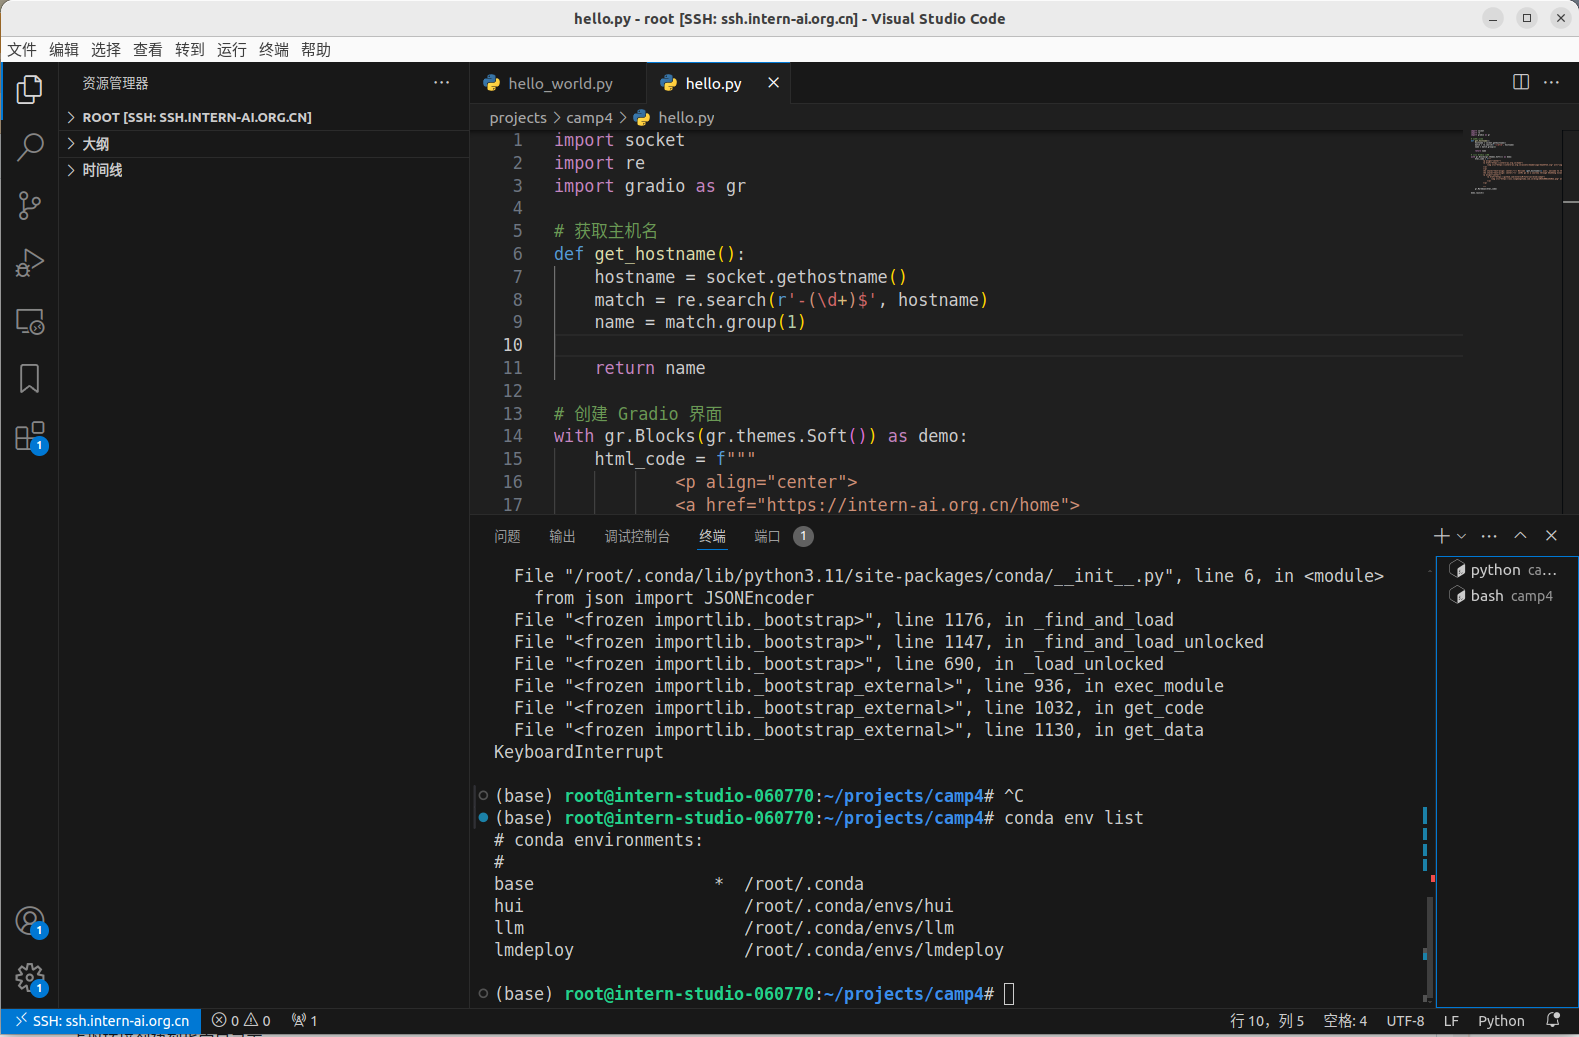 hello.py - root [SSH: ssh.intern-ai.org.cn] - Visual Studio Code
文件 编辑 选择 查看 转到 运行 终端 帮助
资源管理器
ROOT [SSH: SSH.INTERN-AI.ORG.CN]
大纲
时间线
1
1
1
hello_world.py hello.py
projects > camp4 > hello.py
1 import socket
2 import re
3 import gradio as gr
4
5 # 获取主机名
6 def get_hostname():
7 hostname = socket.gethostname()
8 match = re.search(r'-(\d+)$', hostname)
9 name = match.group(1)
10
11 return name
12
13 # 创建 Gradio 界面
14 with gr.Blocks(gr.themes.Soft()) as demo:
15 html_code = f"""
16 <p align="center">
17 <a href="https://intern-ai.org.cn/home">
问题 输出 调试控制台 终端 端口 1
File "/root/.conda/lib/python3.11/site-packages/conda/__init__.py", line 6, in <module>
from json import JSONEncoder
File "<frozen importlib._bootstrap>", line 1176, in _find_and_load
File "<frozen importlib._bootstrap>", line 1147, in _find_and_load_unlocked
File "<frozen importlib._bootstrap>", line 690, in _load_unlocked
File "<frozen importlib._bootstrap_external>", line 936, in exec_module
File "<frozen importlib._bootstrap_external>", line 1032, in get_code
File "<frozen importlib._bootstrap_external>", line 1130, in get_data
KeyboardInterrupt
(base) root@intern-studio-060770:~/projects/camp4# ^C
(base) root@intern-studio-060770:~/projects/camp4# conda env list
# conda environments:
#
base * /root/.conda
hui /root/.conda/envs/hui
llm /root/.conda/envs/llm
lmdeploy /root/.conda/envs/lmdeploy
(base) root@intern-studio-060770:~/projects/camp4#
python ca...
bash camp4
SSH: ssh.intern-ai.org.cn 0 0 1 行 10，列 5 空格: 4 UTF-8 LF Python